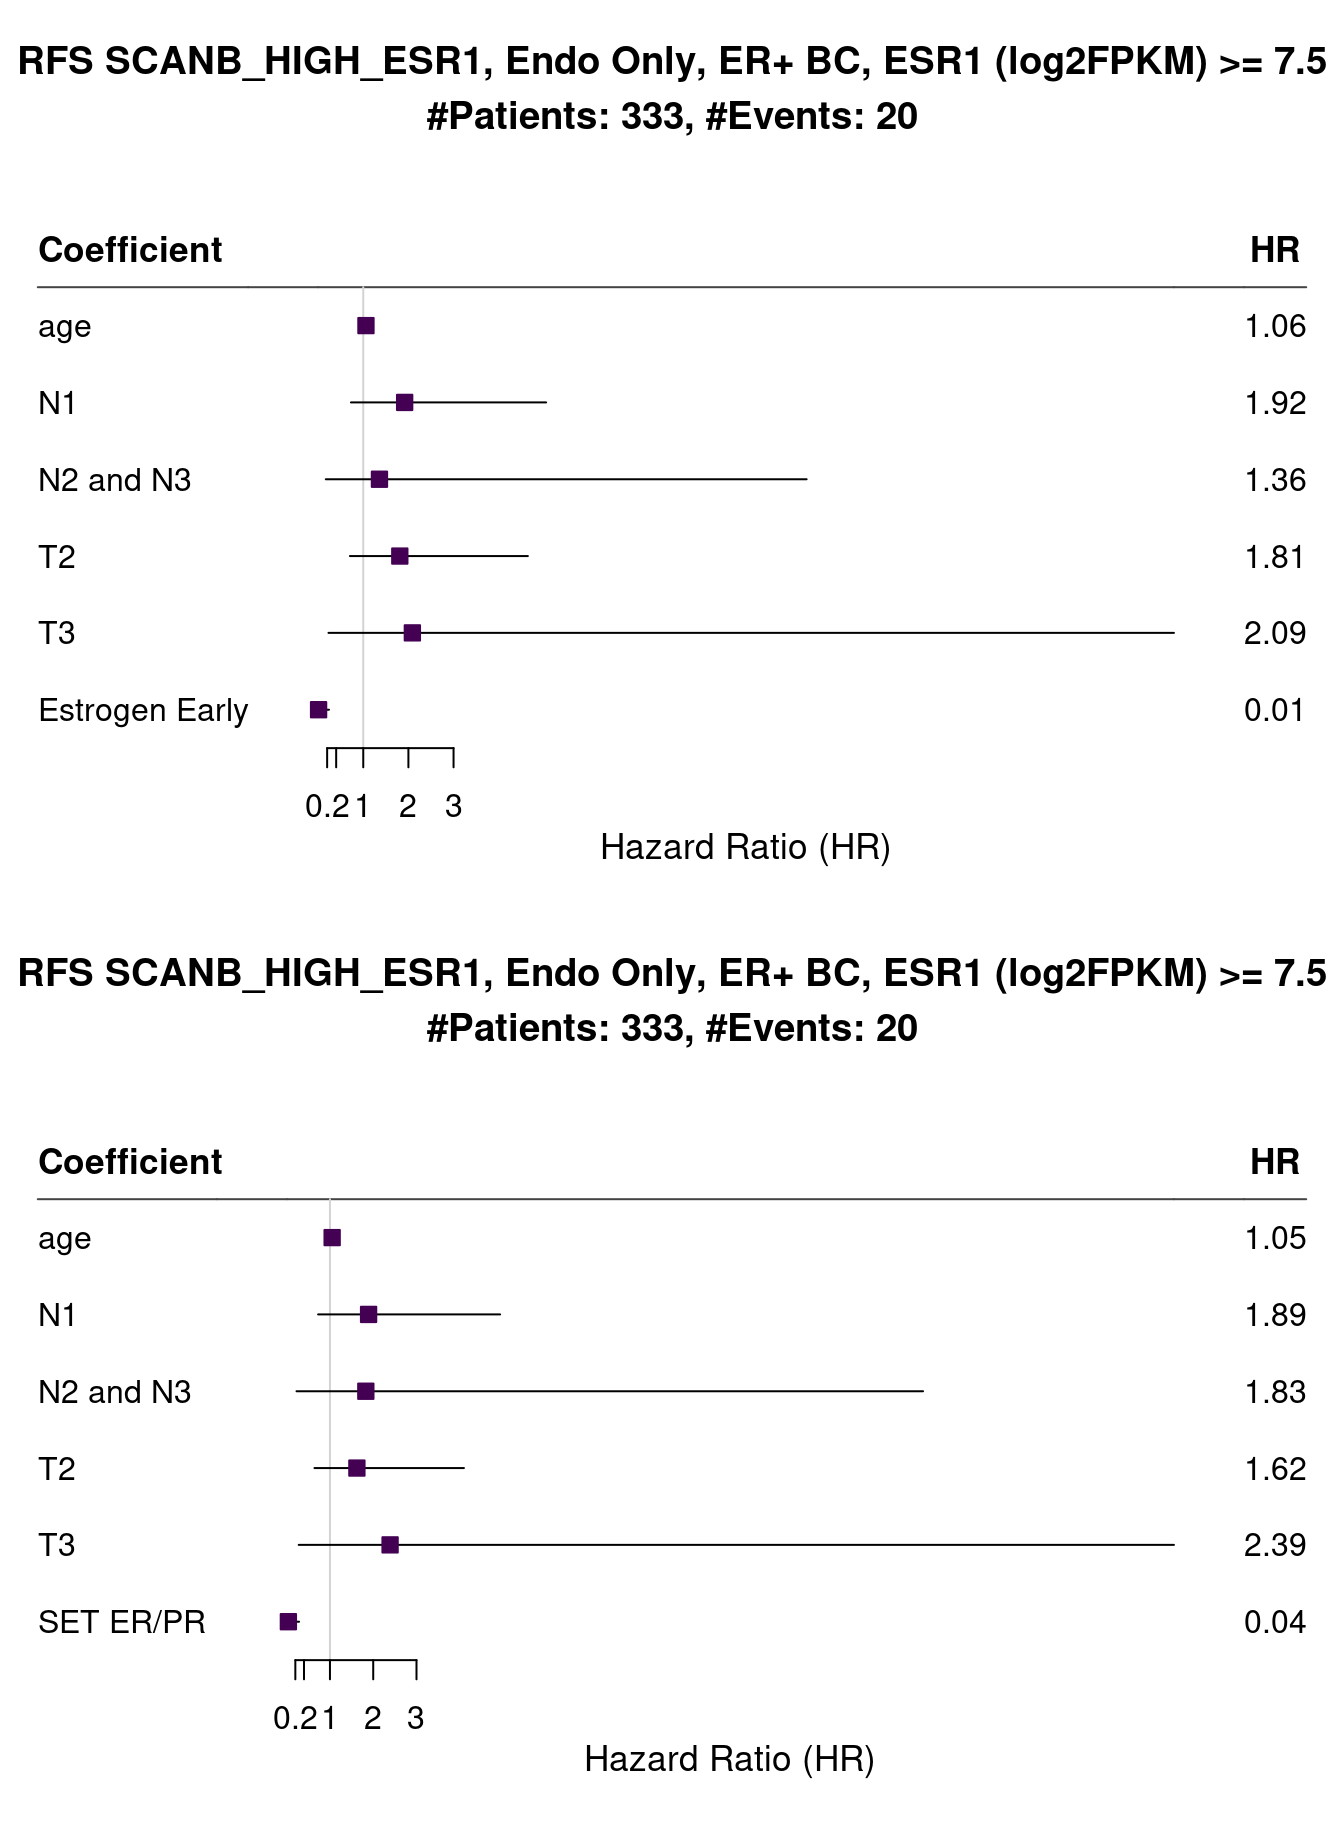 RFS SCANB_HIGH_ESR1, Endo Only, ER+ BC, ESR1 (log2FPKM) >= 7.5
#Patients: 333, #Events: 20
Coefficient HR
age 1.06
N1 1.92
N2 and N3 1.36
T2 1.81
T3 2.09
Estrogen Early 0.01
0.2 1 2 3
Hazard Ratio (HR)
RFS SCANB_HIGH_ESR1, Endo Only, ER+ BC, ESR1 (log2FPKM) >= 7.5
#Patients: 333, #Events: 20
Coefficient HR
age 1.05
N1 1.89
N2 and N3 1.83
T2 1.62
T3 2.39
SET ER/PR 0.04
0.2 1 2 3
Hazard Ratio (HR)